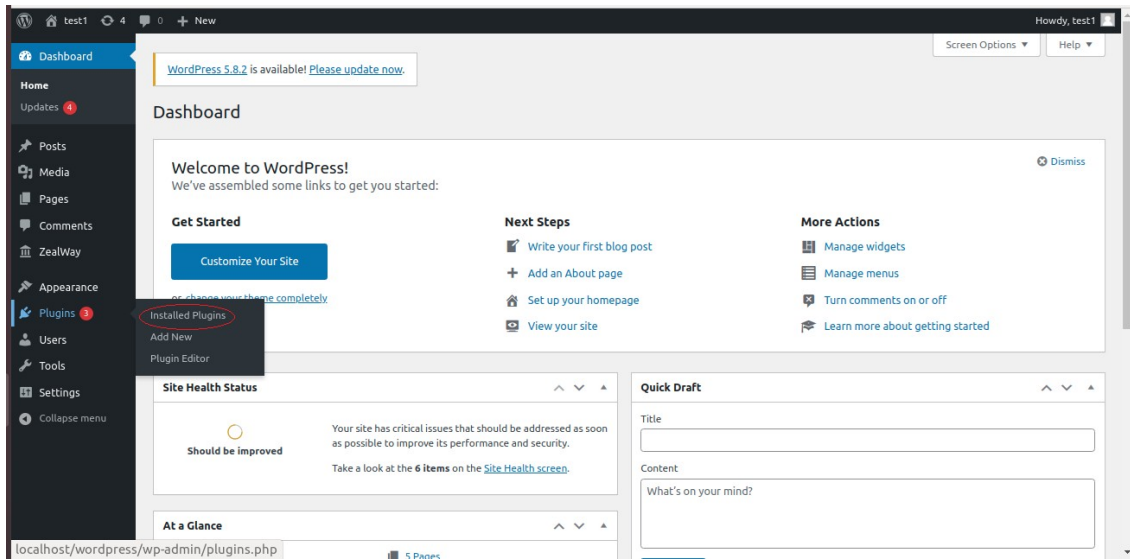 test1 4 0 New Howdy, test1
Dashboard
Home
Updates 4
Posts
Media
Pages
Comments
ZealWay
Appearance
Plugins 3
Users
Tools
Settings
Collapse menu
Installed Plugins
Add New
Plugin Editor
Screen Options ▼ Help ▼
WordPress 5.8.2 is available! Please update now.
Dashboard
Welcome to WordPress!
We've assembled some links to get you started:
Dismiss
Get Started
Customize Your Site
or, change your theme completely
Next Steps
Write your first blog post
Add an About page
Set up your homepage
View your site
More Actions
Manage widgets
Manage menus
Turn comments on or off
Learn more about getting started
Site Health Status
Should be improved
Your site has critical issues that should be addressed as soon
as possible to improve its performance and security.
Take a look at the 6 items on the Site Health screen.
At a Glance
5 Pages
Quick Draft
Title
Content
What's on your mind?
localhost/wordpress/wp-admin/plugins.php